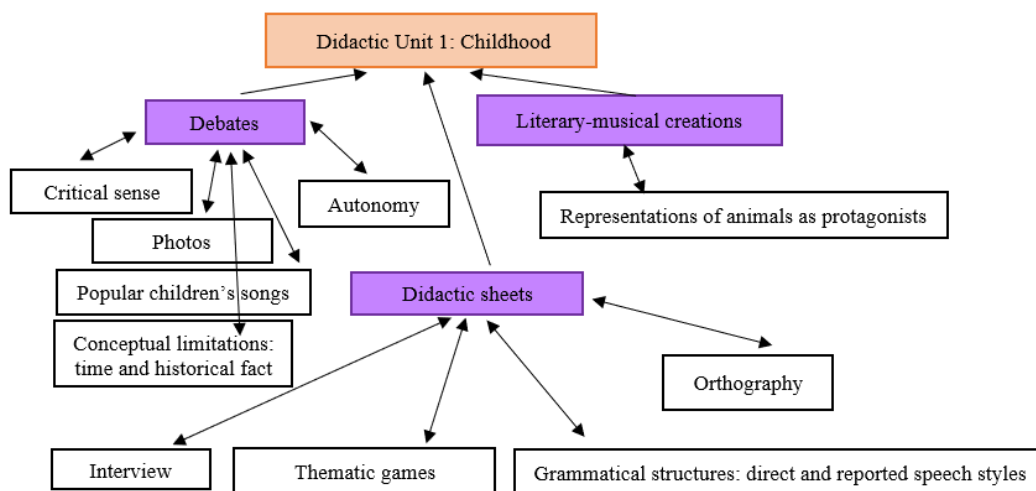 Didactic Unit 1: Childhood
Debates
Literary-musical creations
Critical sense
Autonomy
Representations of animals as protagonists
Photos
Popular children’s songs
Didactic sheets
Conceptual limitations:
time and historical fact
Orthography
Interview
Thematic games
Grammatical structures: direct and reported speech styles